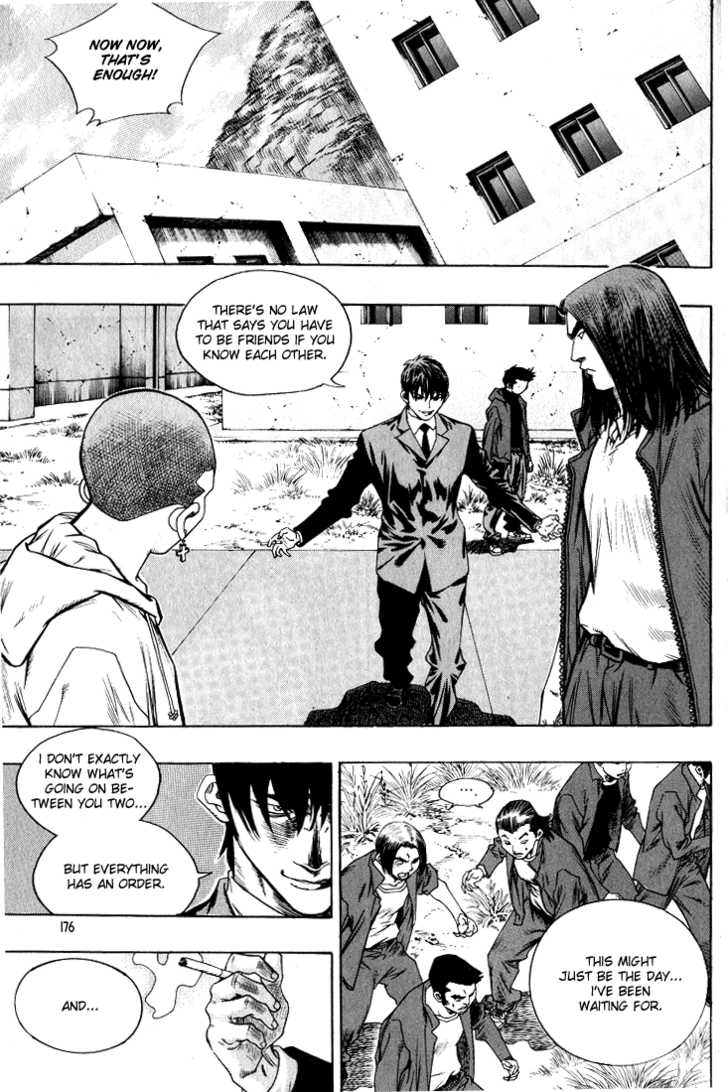 NOW NOW,
THAT'S
ENOUGH!
THERE'S NO LAW
THAT SAYS YOU HAVE
TO BE FRIENDS IF YOU
KNOW EACH OTHER.
I DON'T EXACTLY
KNOW WHAT'S
GOING ON BE-
TWEEN YOU TWO...
BUT EVERYTHING
HAS AN ORDER.
...
176
AND...
THIS MIGHT
JUST BE THE DAY...
I'VE BEEN
WAITING FOR.